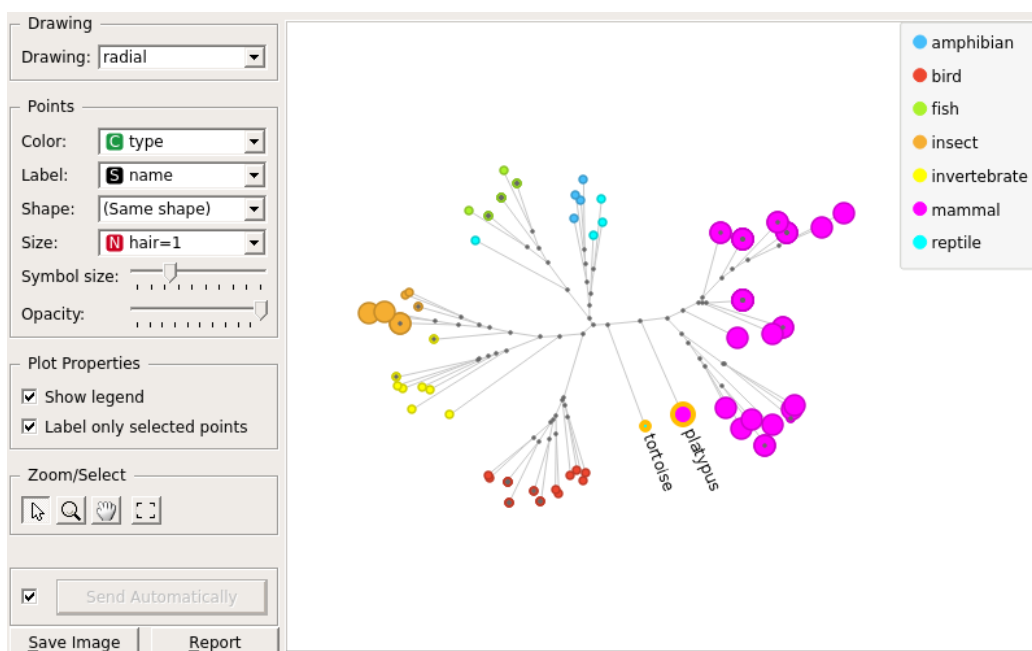 Drawing
Drawing: radial
Points
Color: C type
Label: S name
Shape: (Same shape)
Size: N hair=1
Symbol size:
Opacity:
Plot Properties
Show legend
Label only selected points
Zoom/Select
Send Automatically
Save Image Report
amphibian
bird
fish
insect
invertebrate
mammal
reptile
tortoise
platypus